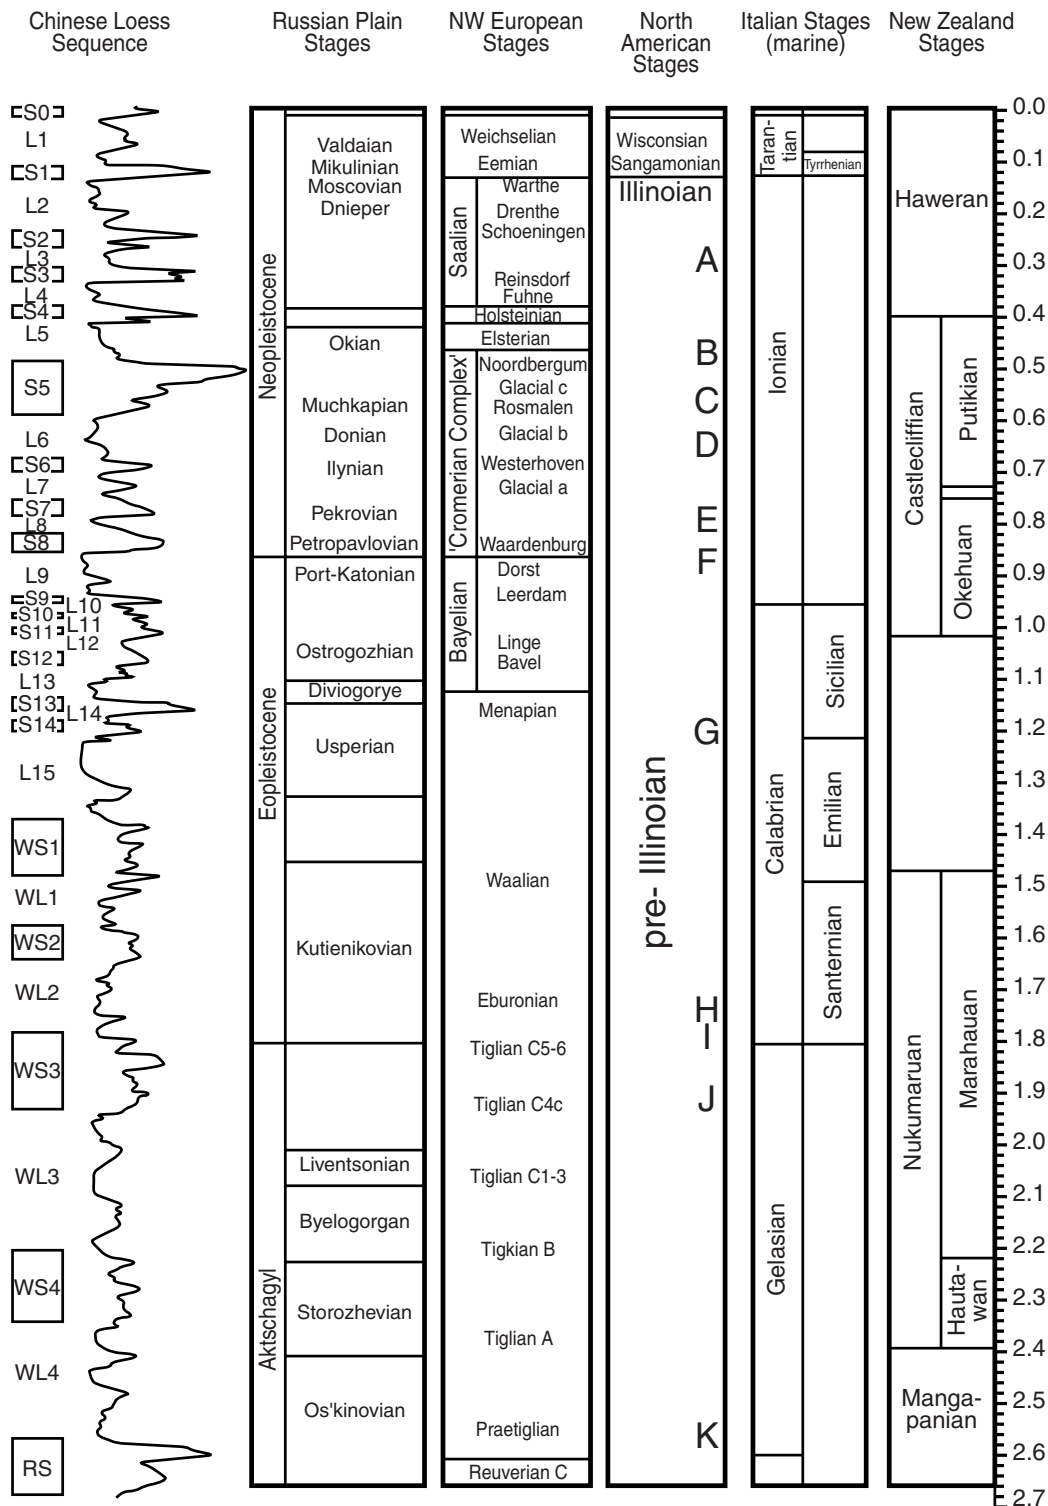 Chinese Loess
Sequence
Russian Plain
Stages
NW European
Stages
North
American
Stages
Italian Stages
(marine)
New Zealand
Stages
S0
L1
S1
L2
S2
L3
S3
L4
S4
L5
S5
L6
S6
L7
S7
L8
S8
L9
S9
L10
S10
L11
S11
L12
S12
L13
S13
L14
S14
L15
WS1
WL1
WS2
WL2
WS3
WL3
WS4
WL4
RS
Neopleistocene
Eopleistocene
Aktschagyl
Valdaian
Mikulinian
Moscovian
Dnieper
Okian
Muchkapian
Donian
Ilynian
Pekrovian
Petropavlovian
Port-Katonian
Ostrogozhian
Diviogorye
Usperian
Kutienikovian
Liventsonian
Byelogorgan
Storozhevian
Os'kinovian
Weichselian
Eemian
Saalian
Warthe
Drenthe
Schoeningen
Reinsdorf
Fuhne
Holsteinian
Elsterian
'Cromerian Complex'
Noordbergum
Glacial c
Rosmalen
Glacial b
Westerhoven
Glacial a
Waardenburg
Bayelian
Dorst
Leerdam
Linge
Bavel
Menapian
Waalian
Eburonian
Tiglian C5-6
Tiglian C4c
Tiglian C1-3
Tigkian B
Tiglian A
Praetiglian
Reuverian C
Wisconsian
Sangamonian
Illinoian
A
B
C
D
E
F
G
pre- Illinoian
H
I
J
K
Taran-
tian
Tyrrhenian
Ionian
Calabrian
Sicilian
Emilian
Santernian
Gelasian
Haweran
Castlecliffian
Putikian
Okehuan
Nukumaruan
Marahauan
Hauta-
wan
Manga-
panian
0.0
0.1
0.2
0.3
0.4
0.5
0.6
0.7
0.8
0.9
1.0
1.1
1.2
1.3
1.4
1.5
1.6
1.7
1.8
1.9
2.0
2.1
2.2
2.3
2.4
2.5
2.6
2.7